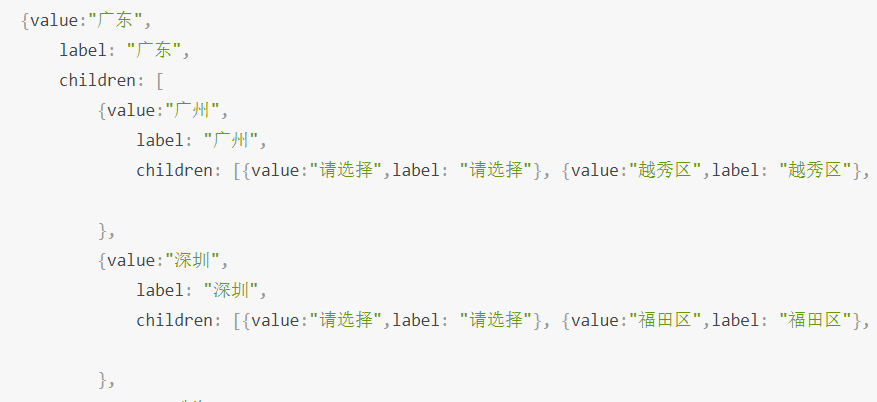 {value:"广东",
label: "广东",
children: [
{value:"广州",
label: "广州",
children: [{value:"请选择",label: "请选择"}, {value:"越秀区",label: "越秀区"},
},
{value:"深圳",
label: "深圳",
children: [{value:"请选择",label: "请选择"}, {value:"福田区",label: "福田区"},
},